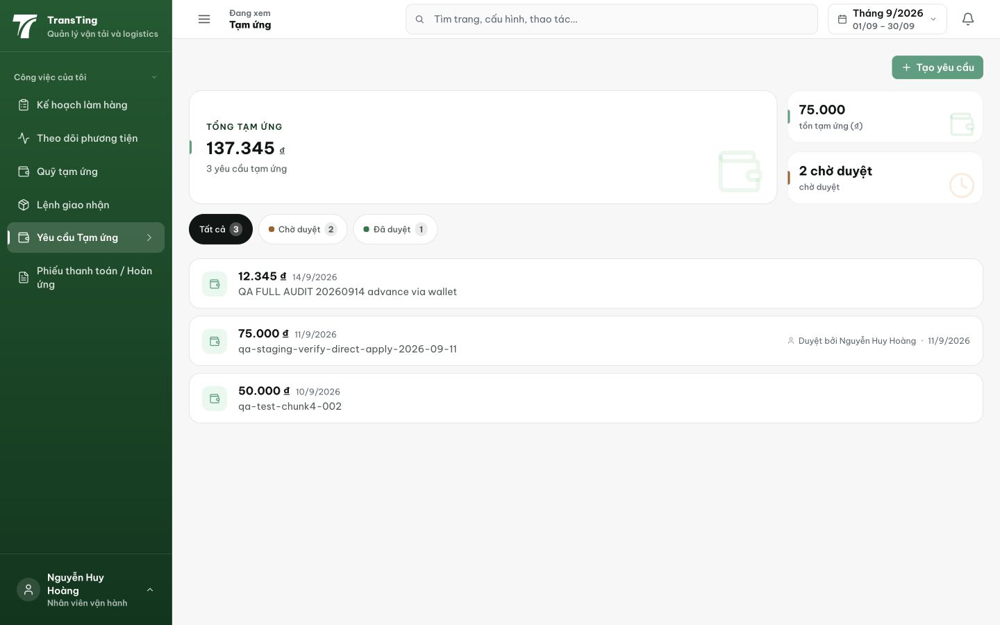 TransTing
Quản lý vận tải và logistics
Công việc của tôi
Kế hoạch làm hàng
Theo dõi phương tiện
Quỹ tạm ứng
Lệnh giao nhận
Yêu cầu Tạm ứng
Phiếu thanh toán / Hoàn
ứng
Nguyễn Huy
Hoàng
Nhân viên vận hành
Đang xem
Tạm ứng
Tìm trang, cấu hình, thao tác...
Tháng 9/2026
01/09 – 30/09
Tạo yêu cầu
TỔNG TẠM ỨNG
137.345 ₫
3 yêu cầu tạm ứng
75.000
tồn tạm ứng (₫)
2 chờ duyệt
chờ duyệt
Tất cả 3
Chờ duyệt 2
Đã duyệt 1
12.345 ₫ 14/9/2026
QA FULL AUDIT 20260914 advance via wallet
75.000 ₫ 11/9/2026
qa-staging-verify-direct-apply-2026-09-11
Duyệt bởi Nguyễn Huy Hoàng · 11/9/2026
50.000 ₫ 10/9/2026
qa-test-chunk4-002